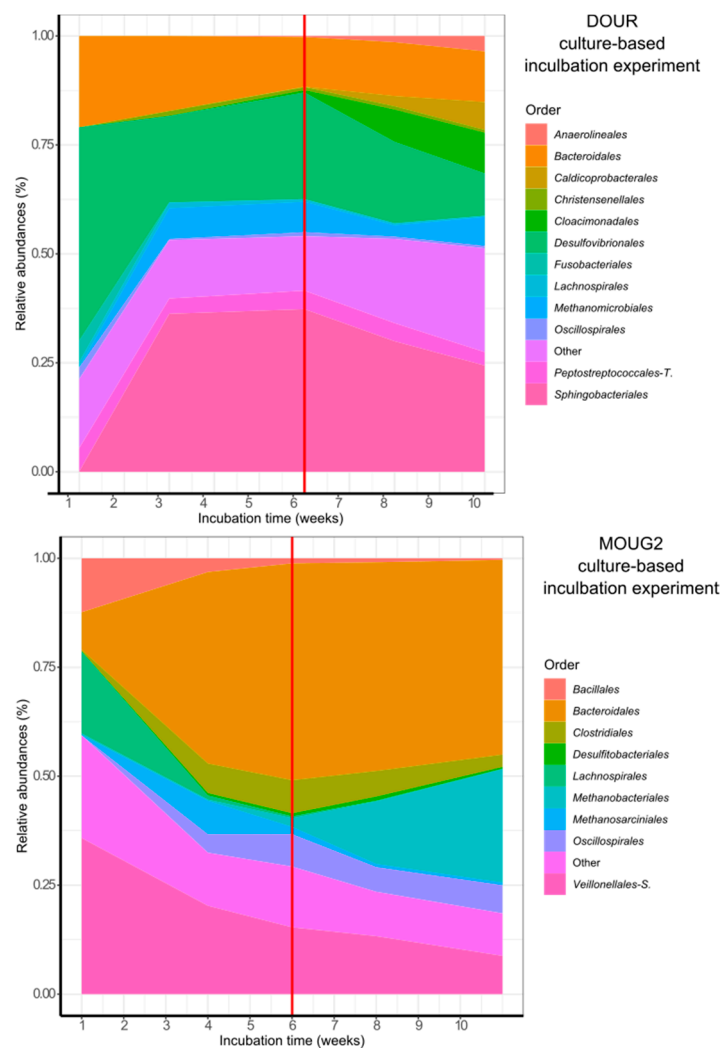 DOUR
culture-based
inculbation experiment
Relative abundances (%)
1.00
0.75
0.50
0.25
0.00
1 2 3 4 5 6 7 8 9 10
Incubation time (weeks)
Order
Anaerolineales
Bacteroidales
Caldicoprobacterales
Christensenellales
Cloacimonadales
Desulfovibrionales
Fusobacteriales
Lachnospirales
Methanomicrobiales
Oscillospirales
Other
Peptostreptococcales-T.
Sphingobacteriales
MOUG2
culture-based
inculbation experiment
Relative abundances (%)
1.00
0.75
0.50
0.25
0.00
1 2 3 4 5 6 7 8 9 10
Incubation time (weeks)
Order
Bacillales
Bacteroidales
Clostridiales
Desulfitobacteriales
Lachnospirales
Methanobacteriales
Methanosarciniales
Oscillospirales
Other
Veillonellales-S.